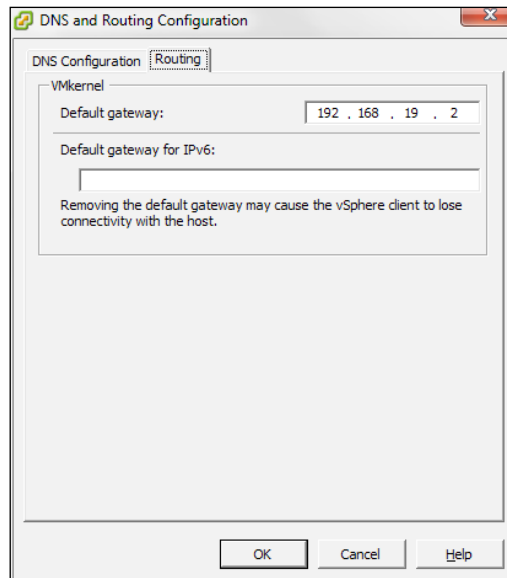 DNS and Routing Configuration
DNS Configuration Routing
VMkernel
Default gateway: 192 . 168 . 19 . 2
Default gateway for IPv6:
Removing the default gateway may cause the vSphere client to lose
connectivity with the host.
OK Cancel Help